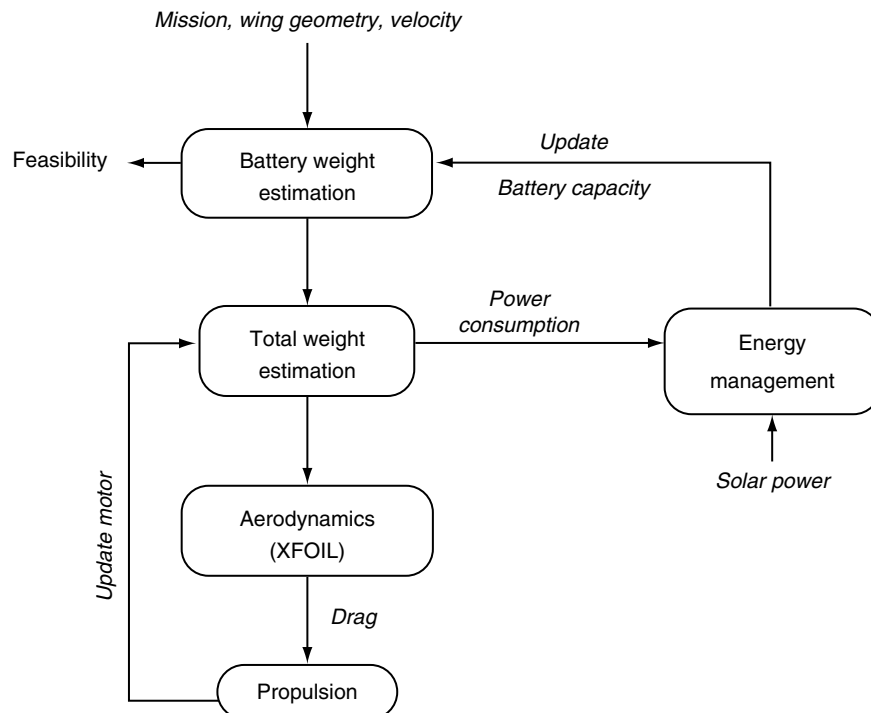 Mission, wing geometry, velocity
Feasibility
Battery weight
estimation
Update
Battery capacity
Total weight
estimation
Power
consumption
Energy
management
Solar power
Update motor
Aerodynamics
(XFOIL)
Drag
Propulsion